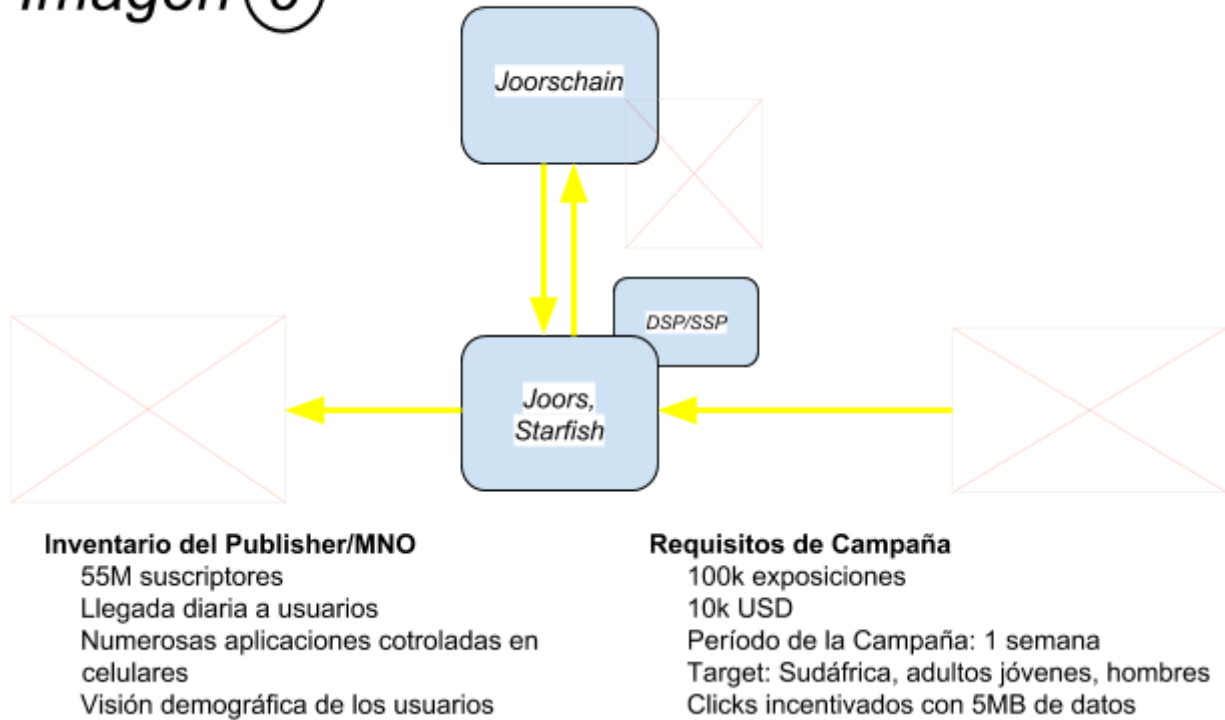 Imagen
Joorschain
DSP/SSP
Joors,
Starfish
Inventario del Publisher/MNO
55M suscriptores
Llegada diaria a usuarios
Numerosas aplicaciones cotroladas en
celulares
Visión demográfica de los usuarios
Requisitos de Campaña
100k exposiciones
10k USD
Período de la Campaña: 1 semana
Target: Sudáfrica, adultos jóvenes, hombres
Clicks incentivados con 5MB de datos